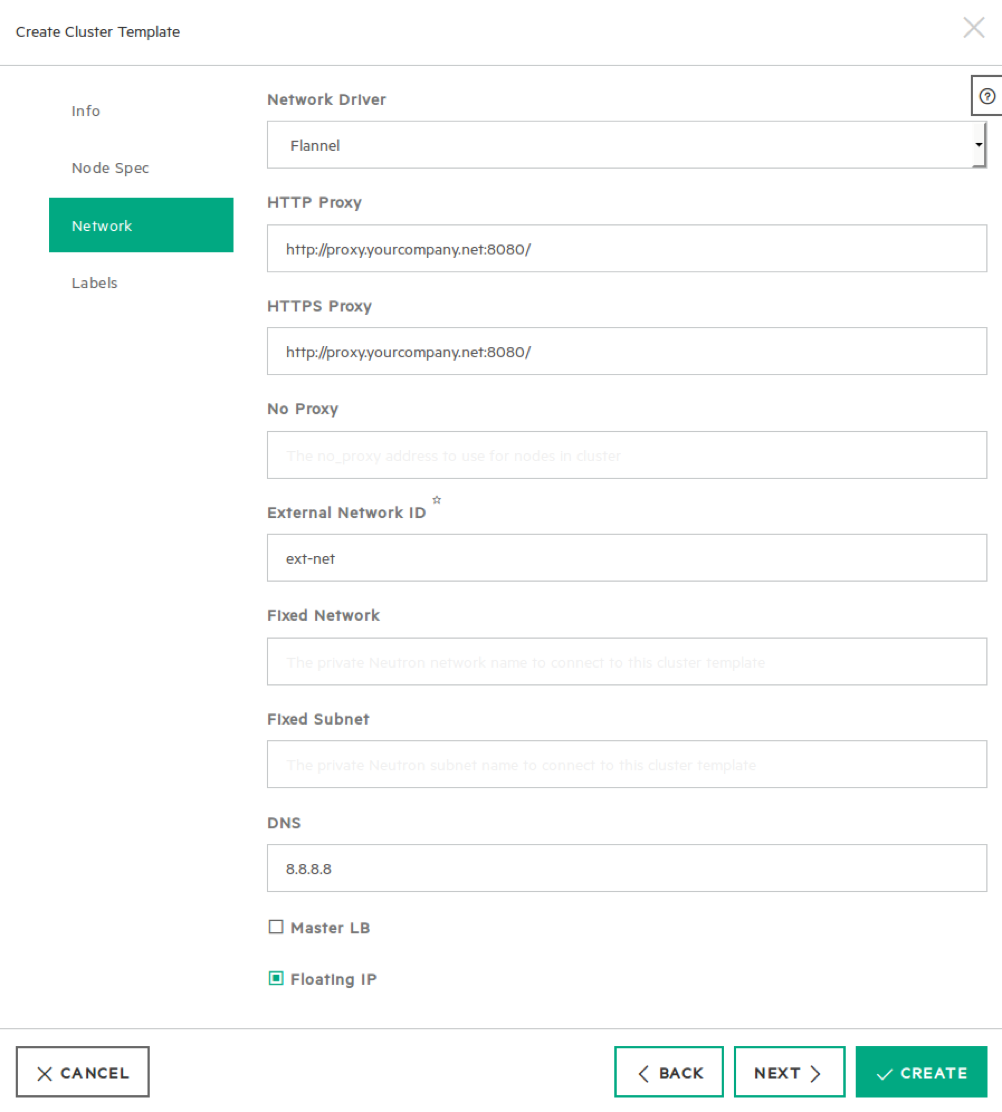 Create Cluster Template
Info
Node Spec
Network
Labels
Network Driver
Flannel
HTTP Proxy
http://proxy.yourcompany.net:8080/
HTTPS Proxy
http://proxy.yourcompany.net:8080/
No Proxy
The no_proxy address to use for nodes in cluster
External Network ID
ext-net
Fixed Network
The private Neutron network name to connect to this cluster template
Fixed Subnet
The private Neutron subnet name to connect to this cluster template
DNS
8.8.8.8
Master LB
Floating IP
CANCEL
BACK
NEXT
CREATE